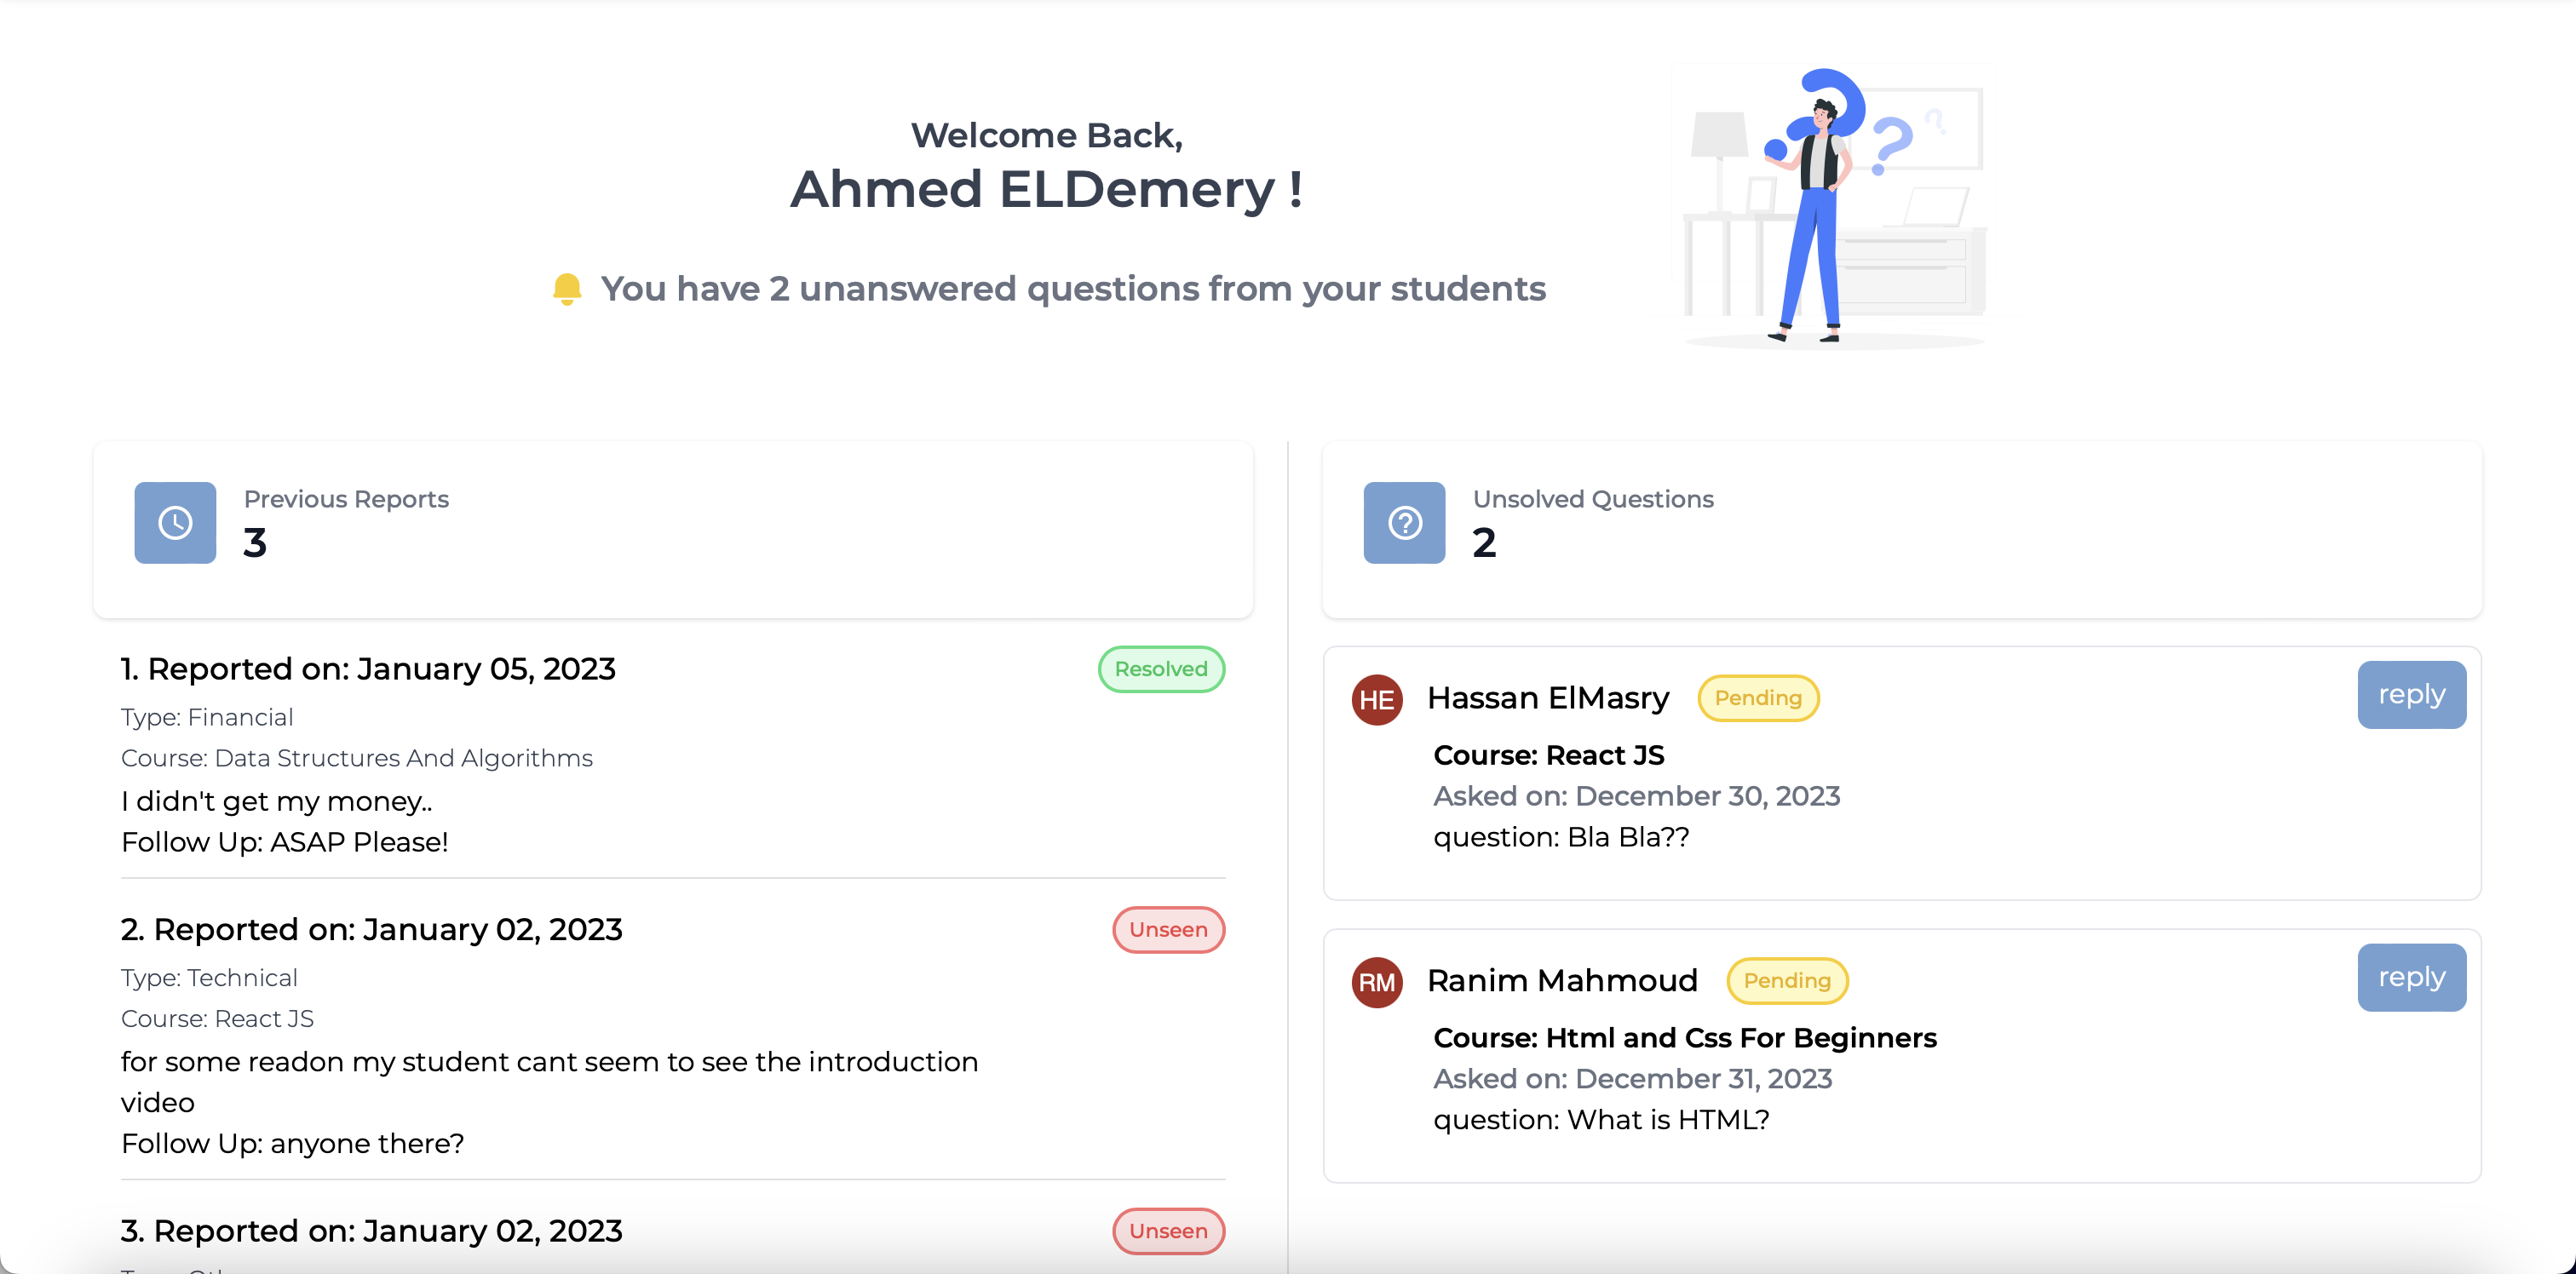 Welcome Back,
Ahmed ELDemery !
You have 2 unanswered questions from your students
Previous Reports
3
1. Reported on: January 05, 2023
Resolved
Type: Financial
Course: Data Structures And Algorithms
I didn't get my money..
Follow Up: ASAP Please!
2. Reported on: January 02, 2023
Unseen
Type: Technical
Course: React JS
for some readon my student cant seem to see the introduction
video
Follow Up: anyone there?
3. Reported on: January 02, 2023
Unseen
Unsolved Questions
2
HE
Hassan ElMasry
Pending
reply
Course: React JS
Asked on: December 30, 2023
question: Bla Bla??
RM
Ranim Mahmoud
Pending
reply
Course: Html and Css For Beginners
Asked on: December 31, 2023
question: What is HTML?